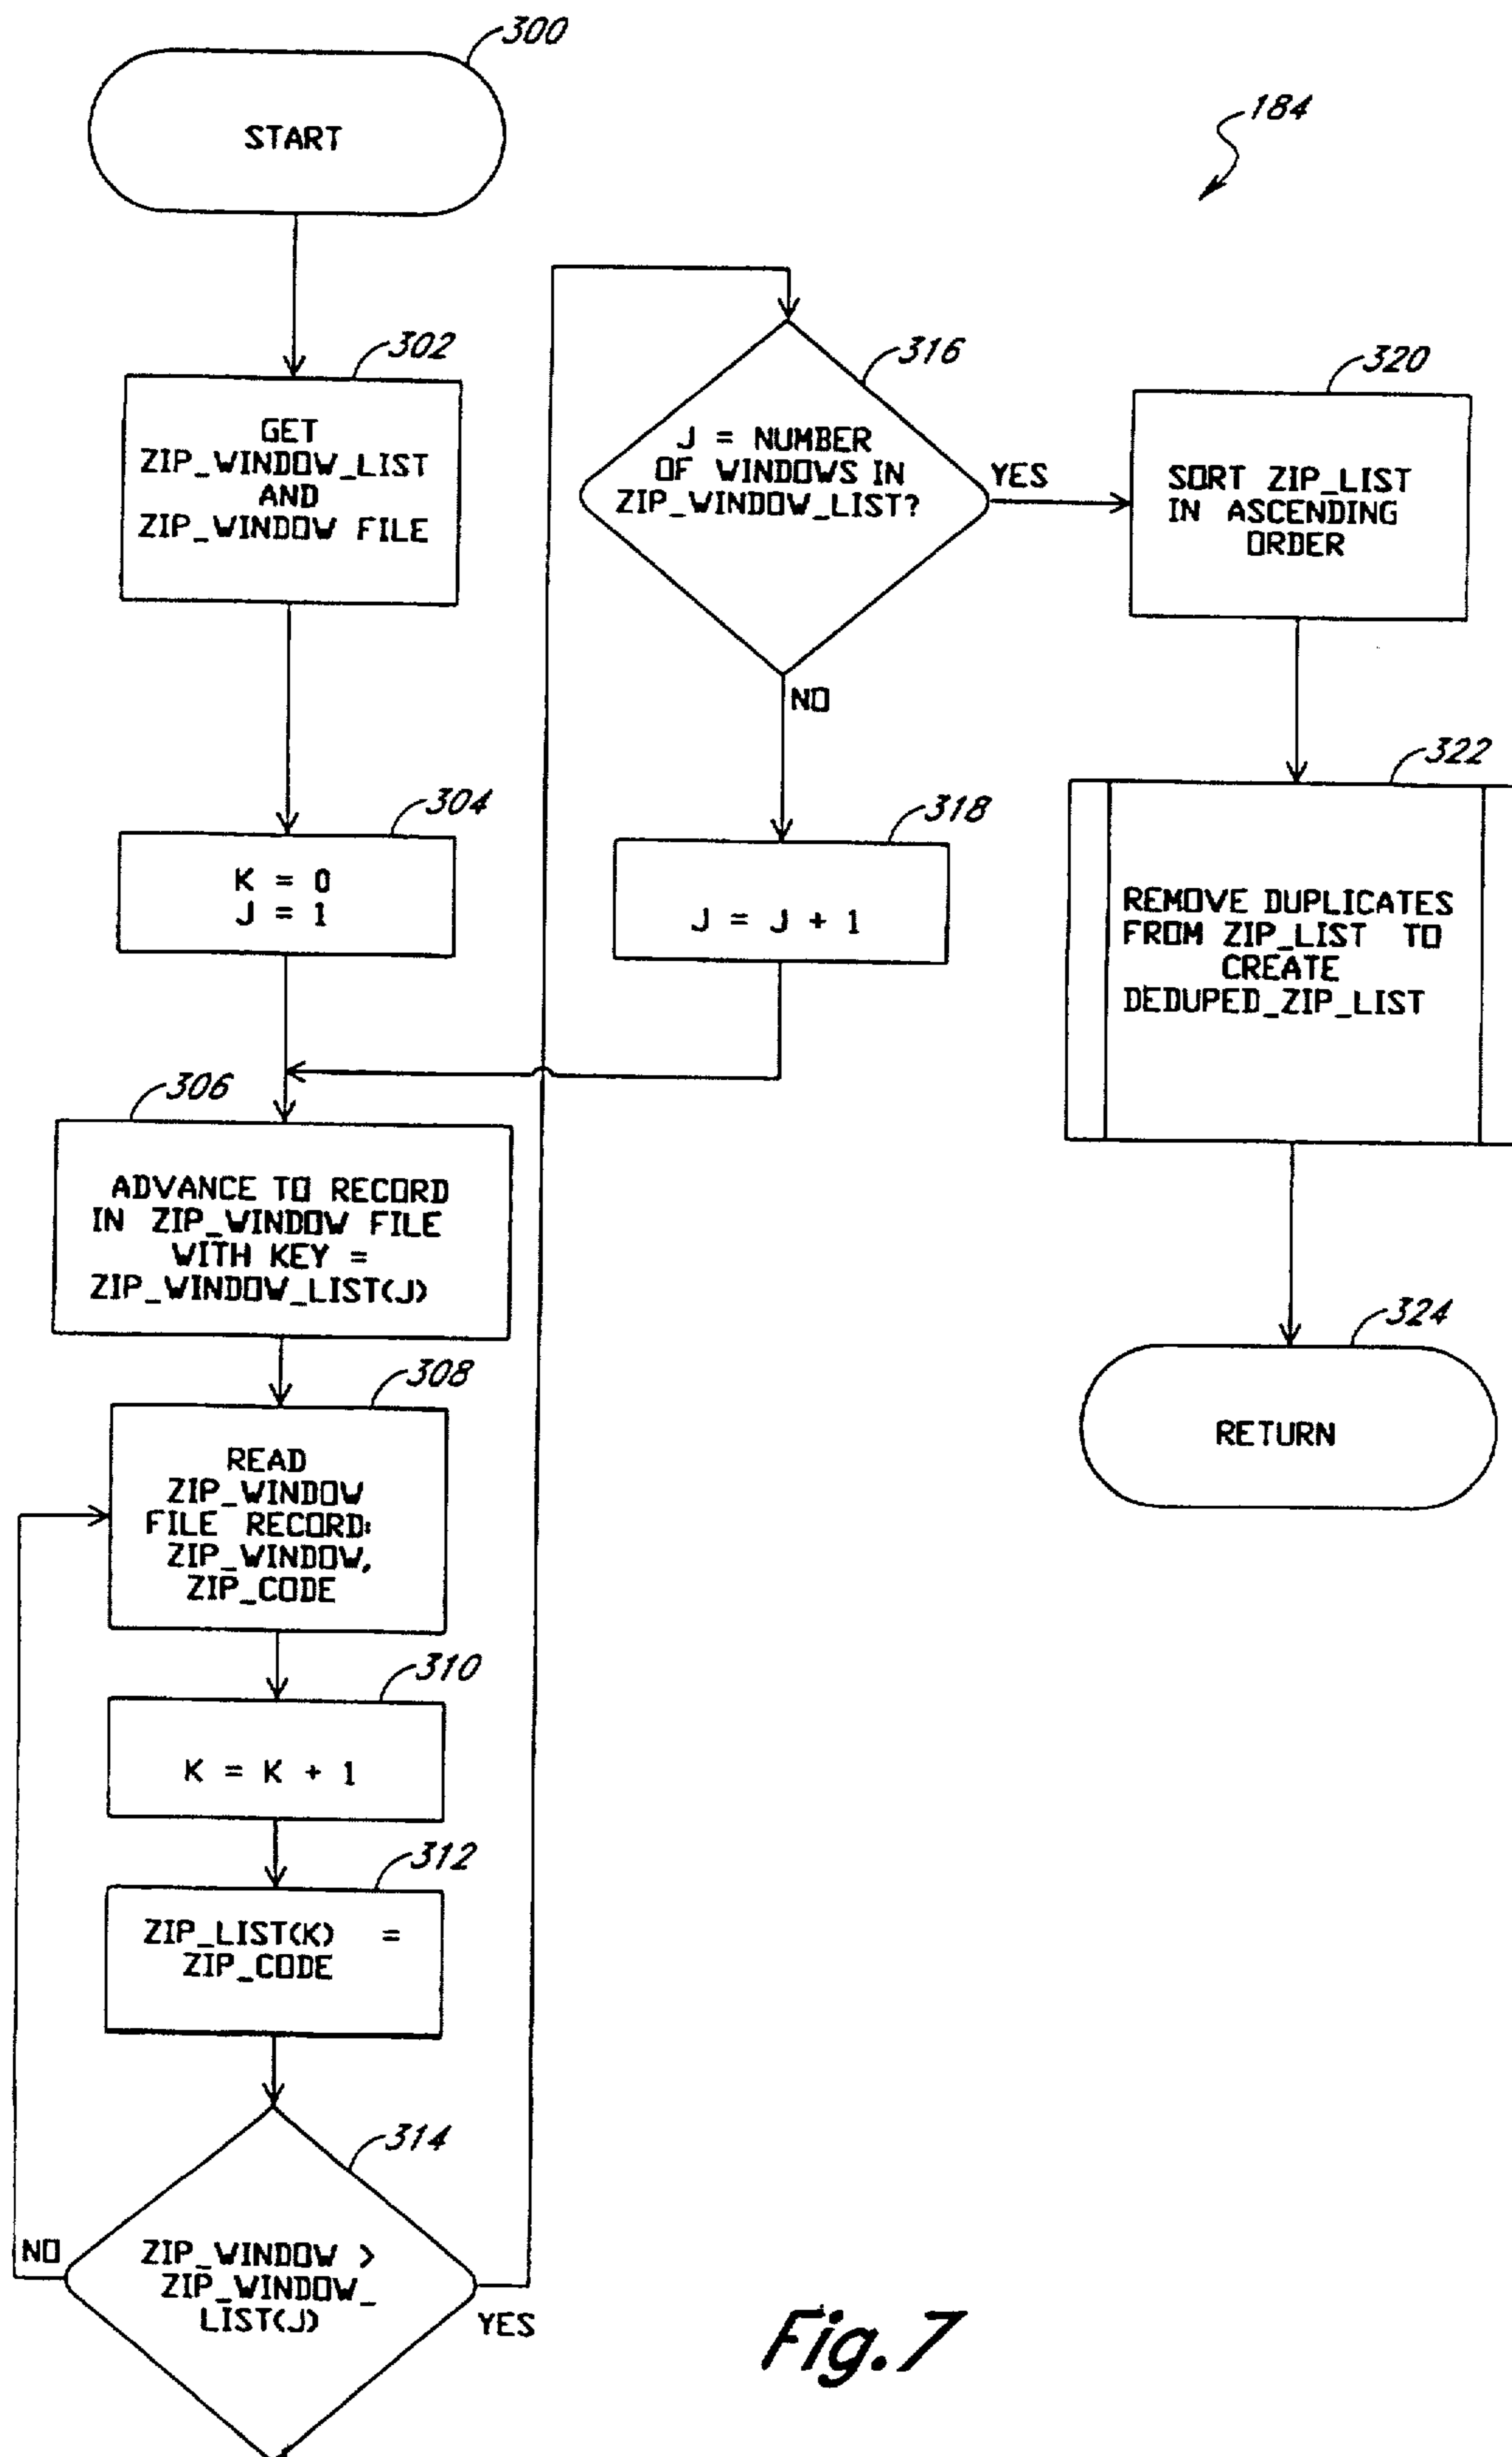 300
START
184
302
GET
ZIP_WINDOW_LIST
AND
ZIP_WINDOW FILE
304
K = 0
J = 1
306
ADVANCE TO RECORD
IN ZIP_WINDOW FILE
WITH KEY =
ZIP_WINDOW_LIST(J)
308
READ
ZIP_WINDOW
FILE RECORD:
ZIP_WINDOW,
ZIP_CODE
310
K = K + 1
312
ZIP_LIST(K) =
ZIP_CODE
314
ZIP_WINDOW >
ZIP_WINDOW_
LIST(J)
NO
YES
316
J = NUMBER
OF WINDOWS IN
ZIP_WINDOW_LIST?
YES
NO
318
J = J + 1
320
SORT ZIP_LIST
IN ASCENDING
ORDER
322
REMOVE DUPLICATES
FROM ZIP_LIST TO
CREATE
DEDUPED_ZIP_LIST
324
RETURN
Fig. 7